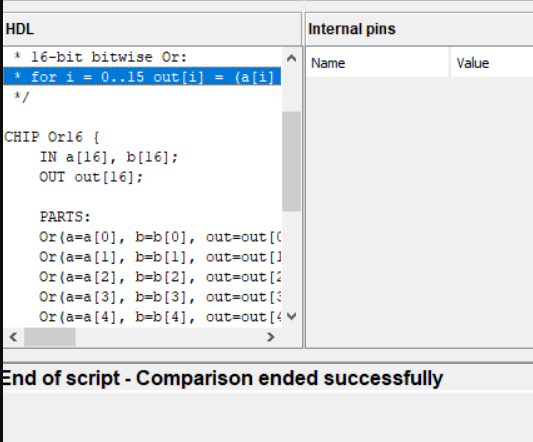 HDL
 * 16-bit bitwise Or:
 * for i = 0..15 out[i] = (a[i]
 */
CHIP Or16 {
    IN a[16], b[16];
    OUT out[16];
    PARTS:
    Or(a=a[0], b=b[0], out=out[0
    Or(a=a[1], b=b[1], out=out[1
    Or(a=a[2], b=b[2], out=out[2
    Or(a=a[3], b=b[3], out=out[3
    Or(a=a[4], b=b[4], out=out[4
Internal pins
Name Value
End of script - Comparison ended successfully